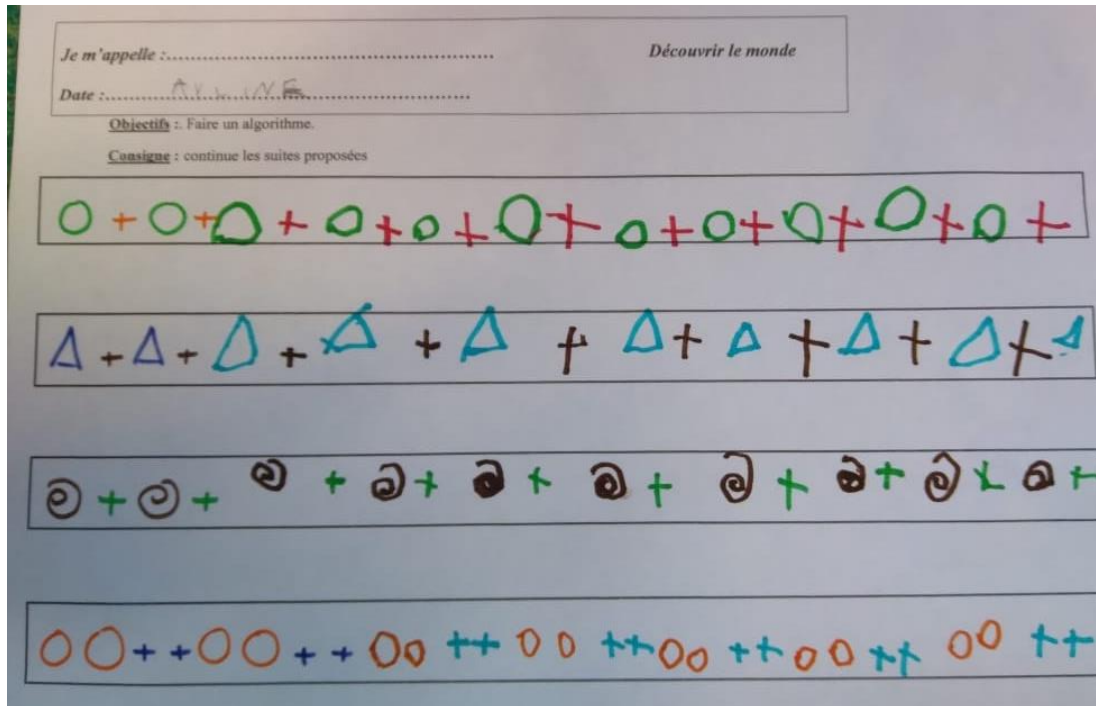 Je m'appelle :.......................................................... Découvrir le monde
Date :..................................................................
Objectifs :. Faire un algorithme.
Consigne : continue les suites proposées